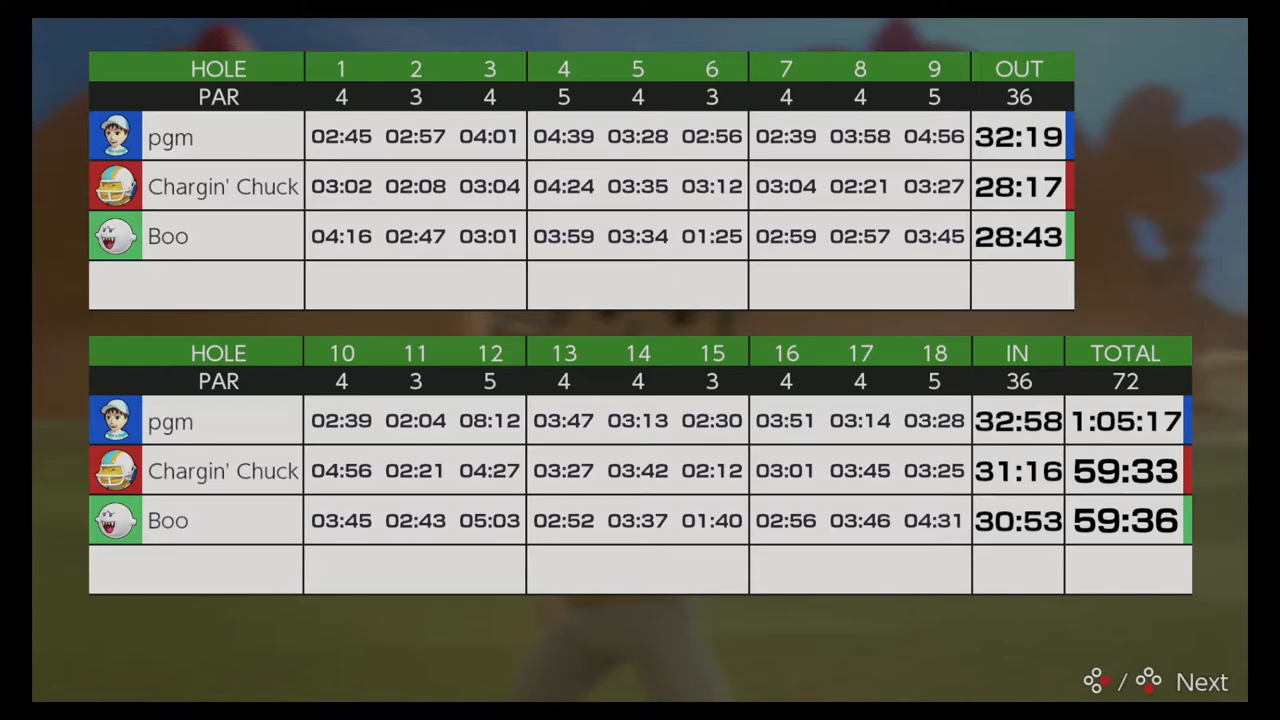 HOLE 1 2 3 4 5 6 7 8 9 OUT
PAR 4 3 4 5 4 3 4 4 5 36
pgm 02:45 02:57 04:01 04:39 03:28 02:56 02:39 03:58 04:56 32:19
Chargin' Chuck 03:02 02:08 03:04 04:24 03:35 03:12 03:04 02:21 03:27 28:17
Boo 04:16 02:47 03:01 03:59 03:34 01:25 02:59 02:57 03:45 28:43
HOLE 10 11 12 13 14 15 16 17 18 IN TOTAL
PAR 4 3 5 4 4 3 4 4 5 36 72
pgm 02:39 02:04 08:12 03:47 03:13 02:30 03:51 03:14 03:28 32:58 1:05:17
Chargin' Chuck 04:56 02:21 04:27 03:27 03:42 02:12 03:01 03:45 03:25 31:16 59:33
Boo 03:45 02:43 05:03 02:52 03:37 01:40 02:56 03:46 04:31 30:53 59:36
/ Next